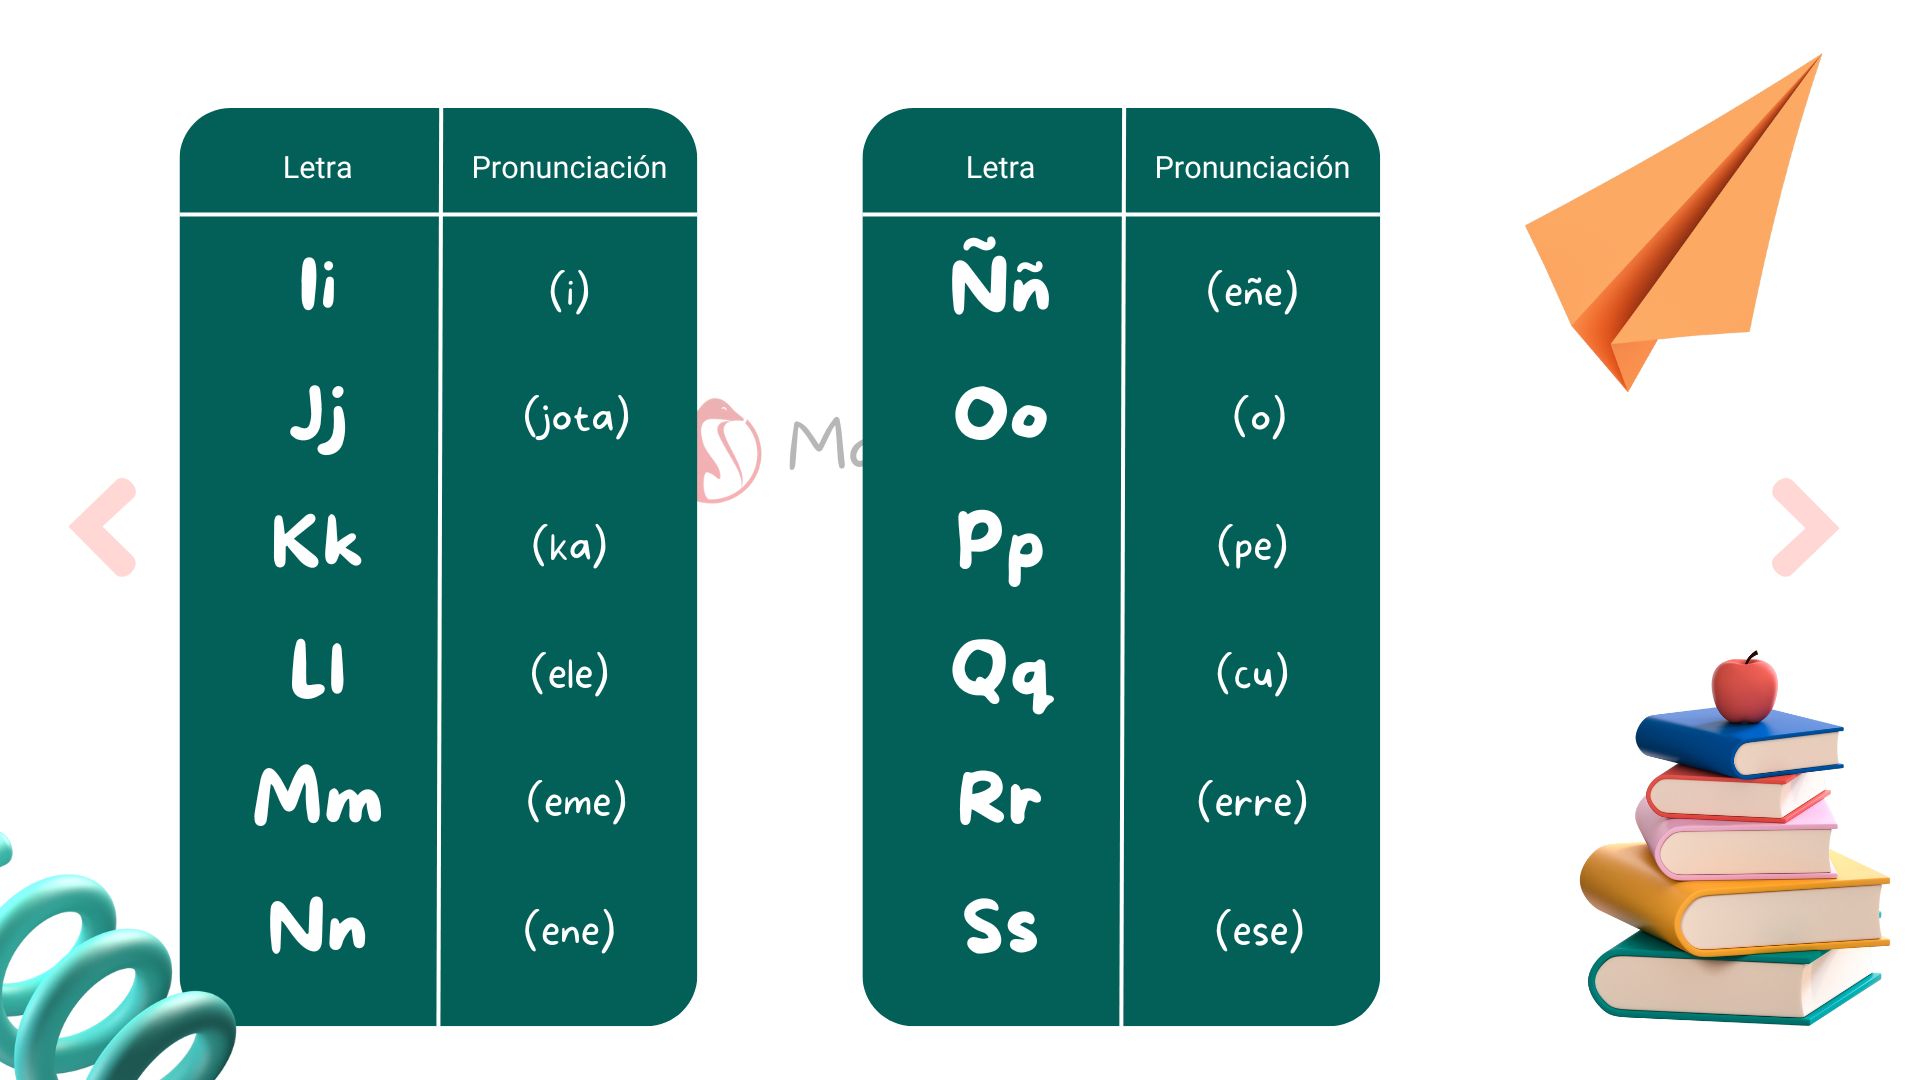 Letra Pronunciación
Ii (i)
Jj (jota)
Kk (ka)
Ll (ele)
Mm (eme)
Nn (ene)
Letra Pronunciación
Ññ (eñe)
Oo (o)
Pp (pe)
Qq (cu)
Rr (erre)
Ss (ese)